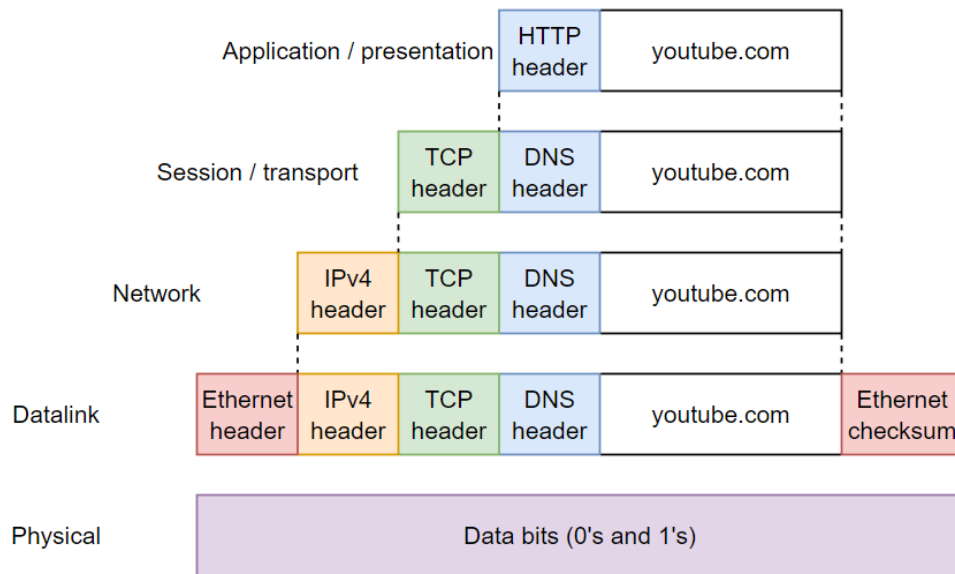 Application / presentation
HTTP
header
youtube.com
Session / transport
TCP
header
DNS
header
youtube.com
Network
IPv4
header
TCP
header
DNS
header
youtube.com
Datalink
Ethernet
header
IPv4
header
TCP
header
DNS
header
youtube.com
Ethernet
checksum
Physical
Data bits (0's and 1's)